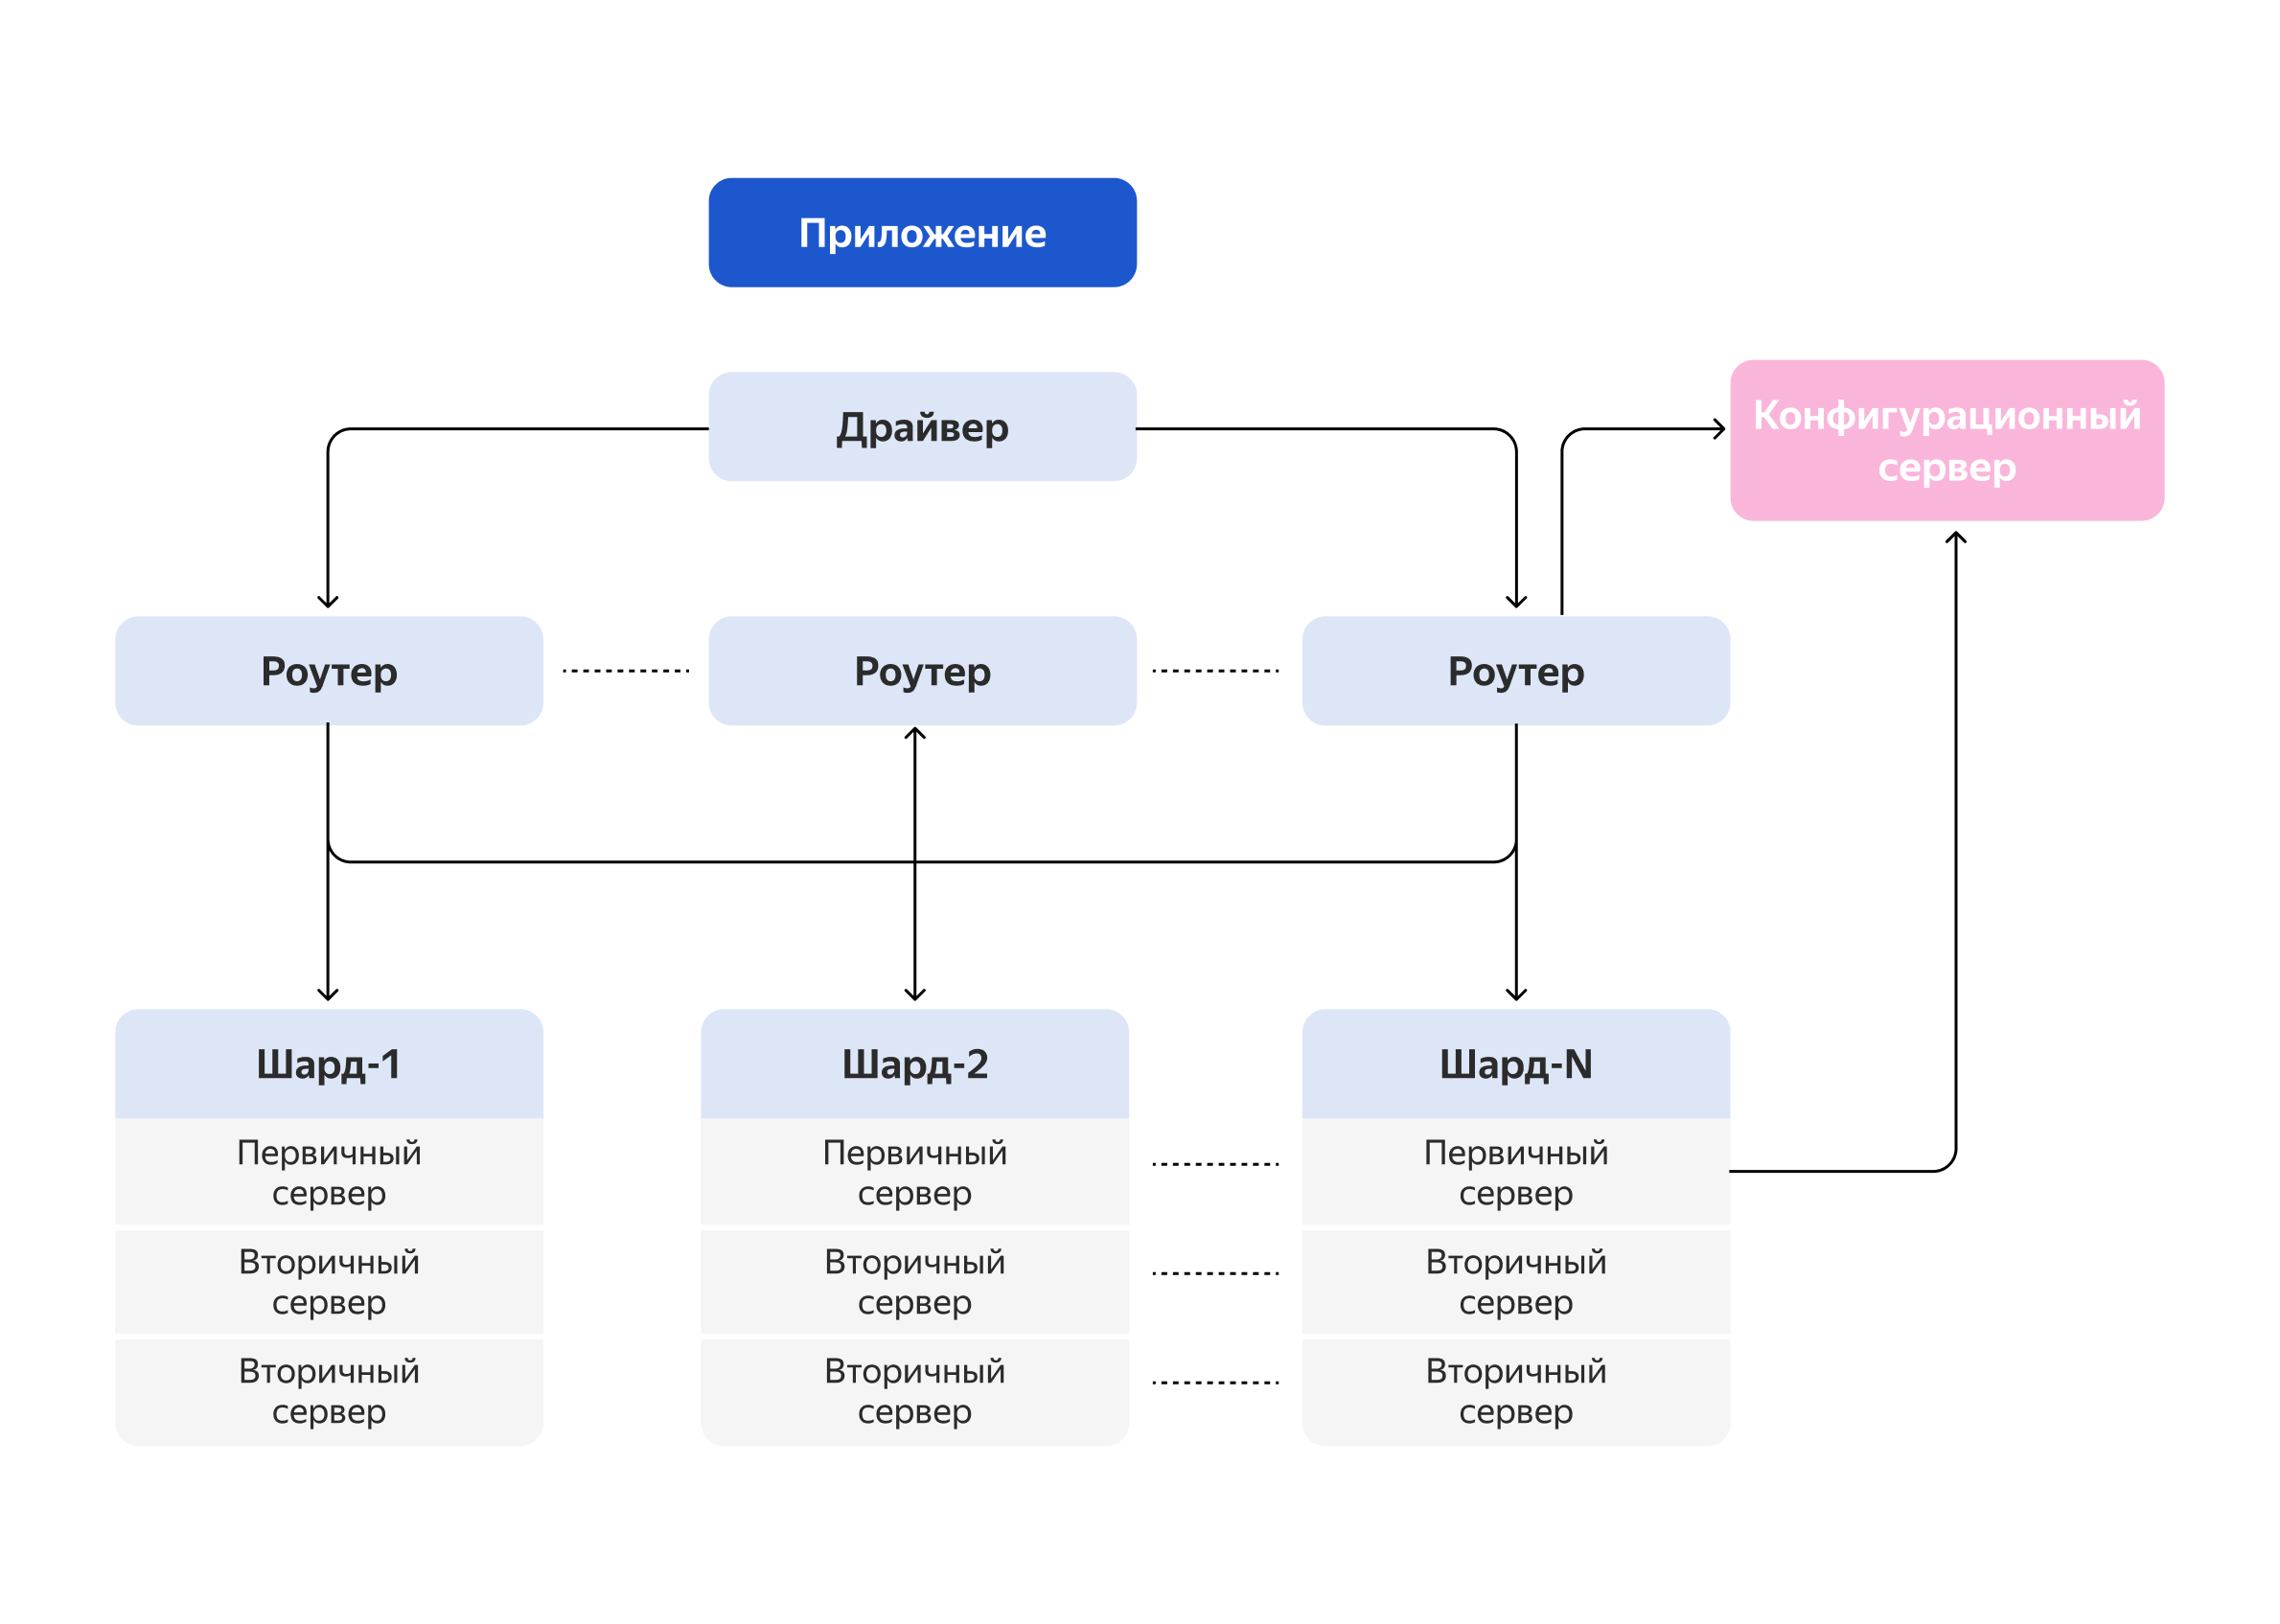 Приложение
Драйвер
Конфигурационный
сервер
Роутер
Роутер
Роутер
Шард-1
Первичный
сервер
Вторичный
сервер
Вторичный
сервер
Шард-2
Первичный
сервер
Вторичный
сервер
Вторичный
сервер
Шард-N
Первичный
сервер
Вторичный
сервер
Вторичный
сервер